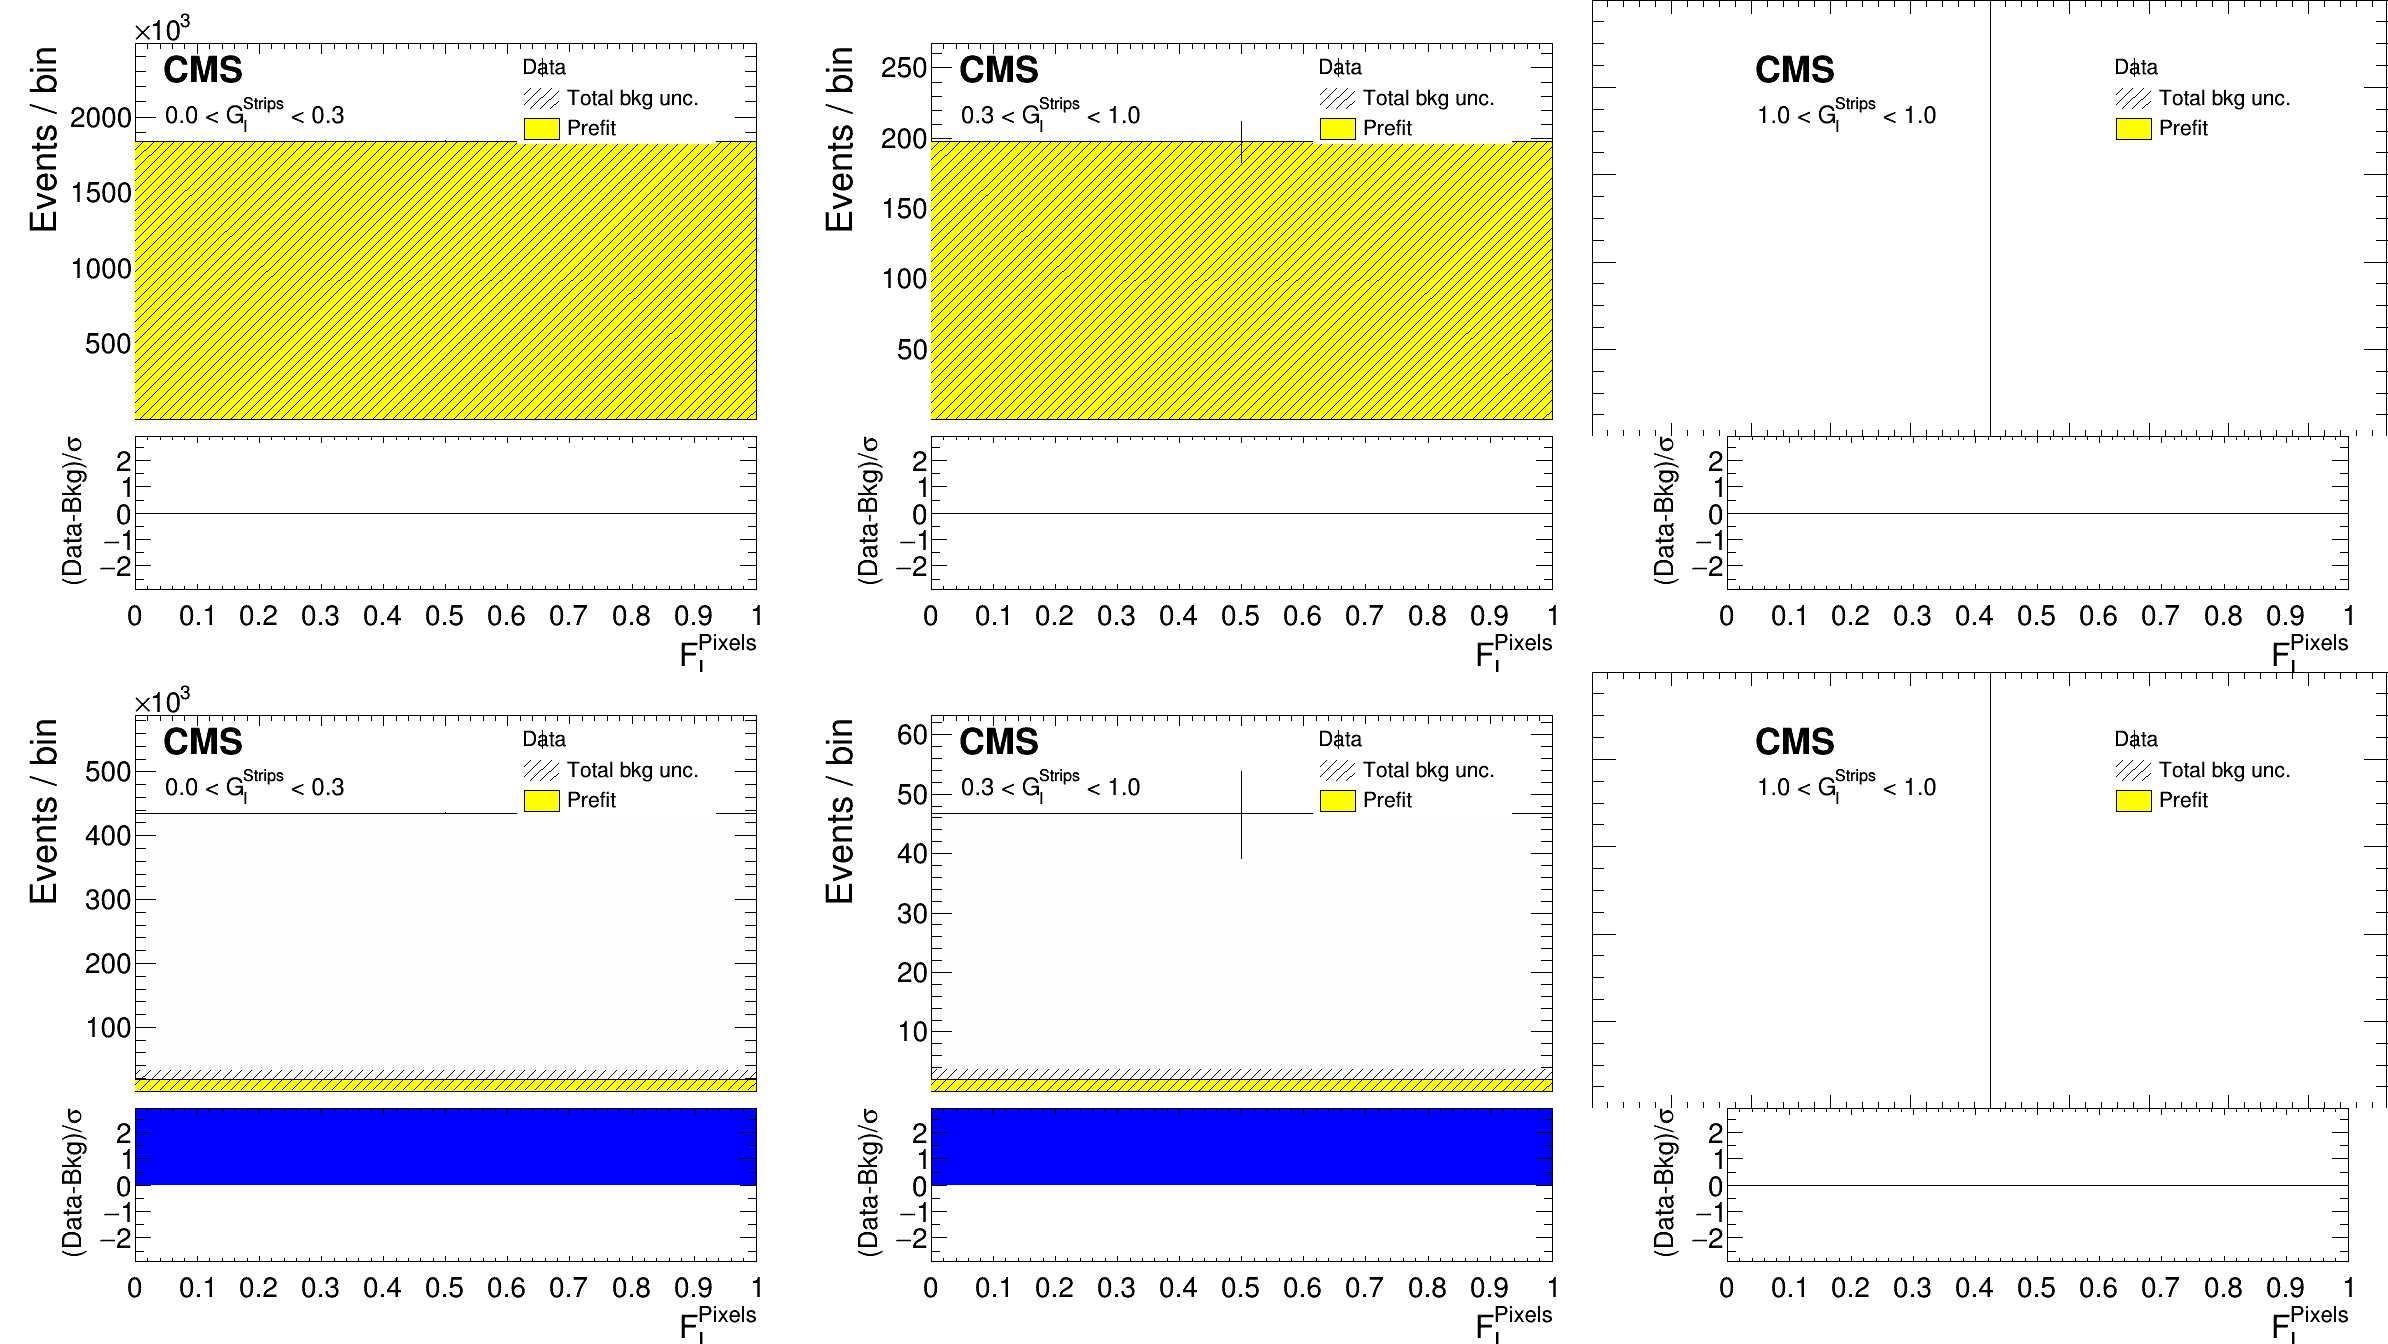 ×10³
Events / bin
CMS
0.0 < G_I^Strips < 0.3
Data
Total bkg unc.
Prefit
2000
1500
1000
500
(Data-Bkg)/σ
2
1
0
−1
−2
0 0.1 0.2 0.3 0.4 0.5 0.6 0.7 0.8 0.9 1
F_I^Pixels
Events / bin
CMS
0.3 < G_I^Strips < 1.0
Data
Total bkg unc.
Prefit
250
200
150
100
50
(Data-Bkg)/σ
2
1
0
−1
−2
0 0.1 0.2 0.3 0.4 0.5 0.6 0.7 0.8 0.9 1
F_I^Pixels
CMS
1.0 < G_I^Strips < 1.0
Data
Total bkg unc.
Prefit
(Data-Bkg)/σ
2
1
0
−1
−2
0 0.1 0.2 0.3 0.4 0.5 0.6 0.7 0.8 0.9 1
F_I^Pixels
×10³
Events / bin
CMS
0.0 < G_I^Strips < 0.3
Data
Total bkg unc.
Prefit
500
400
300
200
100
(Data-Bkg)/σ
2
1
0
−1
−2
0 0.1 0.2 0.3 0.4 0.5 0.6 0.7 0.8 0.9 1
F_I^Pixels
Events / bin
CMS
0.3 < G_I^Strips < 1.0
Data
Total bkg unc.
Prefit
60
50
40
30
20
10
(Data-Bkg)/σ
2
1
0
−1
−2
0 0.1 0.2 0.3 0.4 0.5 0.6 0.7 0.8 0.9 1
F_I^Pixels
CMS
1.0 < G_I^Strips < 1.0
Data
Total bkg unc.
Prefit
(Data-Bkg)/σ
2
1
0
−1
−2
0 0.1 0.2 0.3 0.4 0.5 0.6 0.7 0.8 0.9 1
F_I^Pixels